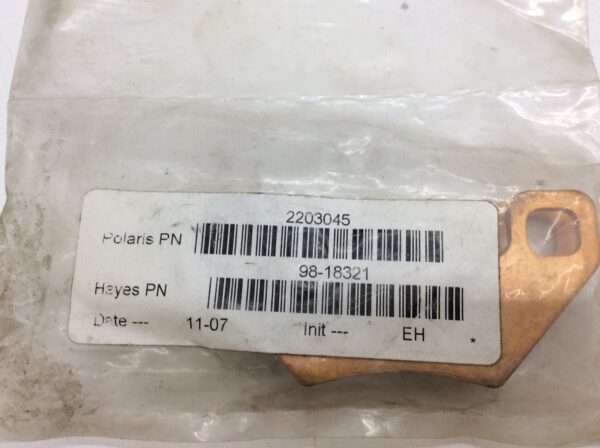 2203045
Polaris PN
98-18321
Hayes PN
Date --- 11-07 Init --- EH *